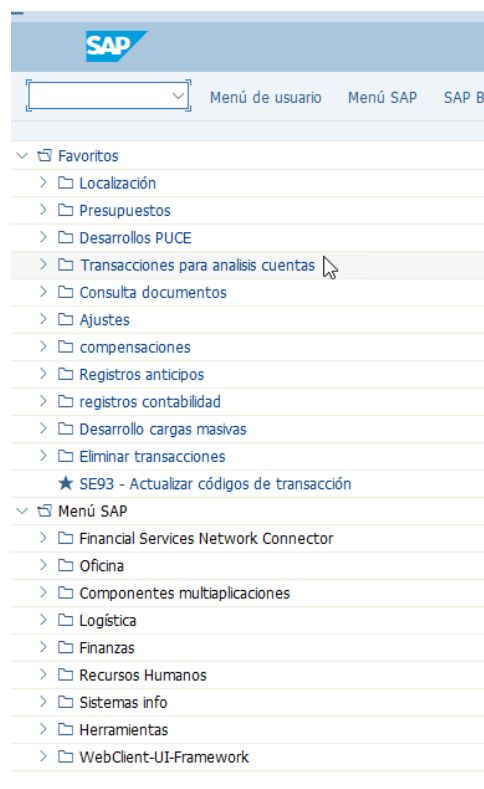 SAP
Menú de usuario Menú SAP SAP B
Favoritos
Localización
Presupuestos
Desarrollos PUCE
Transacciones para analisis cuentas
Consulta documentos
Ajustes
compensaciones
Registros anticipos
registros contabilidad
Desarrollo cargas masivas
Eliminar transacciones
SE93 - Actualizar códigos de transacción
Menú SAP
Financial Services Network Connector
Oficina
Componentes multiaplicaciones
Logística
Finanzas
Recursos Humanos
Sistemas info
Herramientas
WebClient-UI-Framework